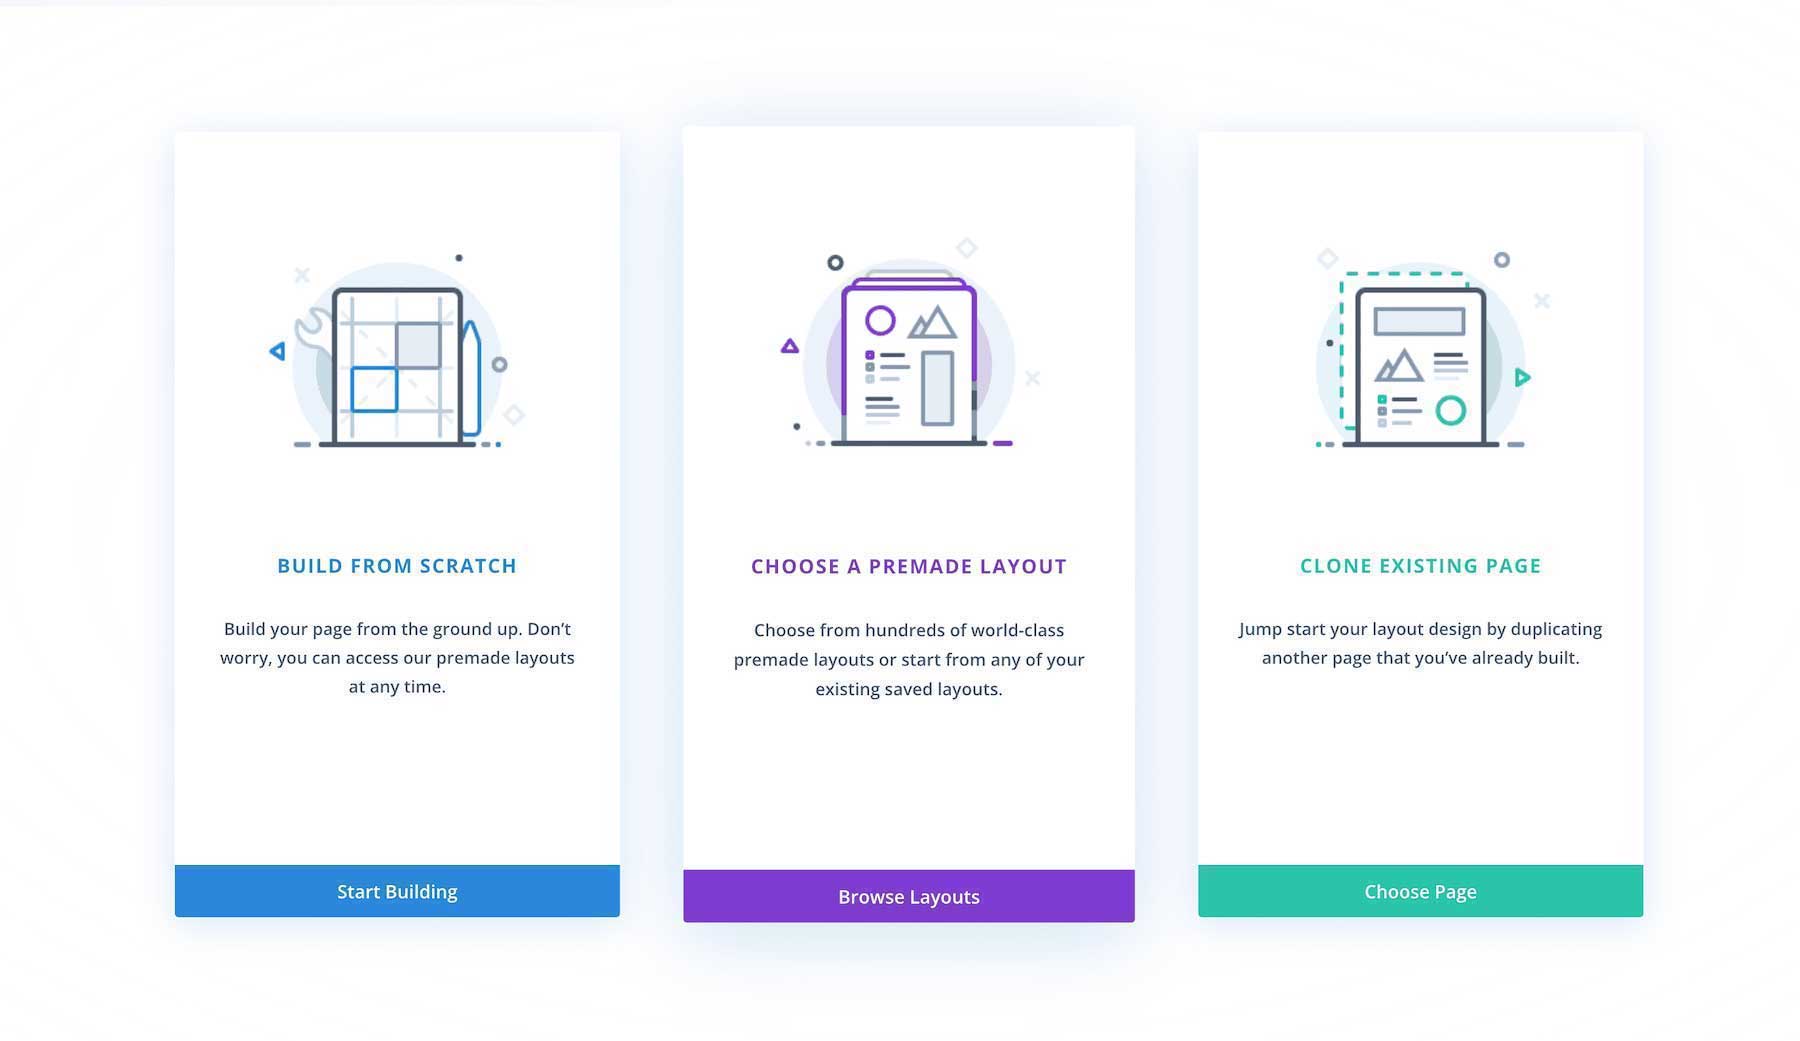 BUILD FROM SCRATCH
Build your page from the ground up. Don’t
worry, you can access our premade layouts
at any time.
Start Building
CHOOSE A PREMADE LAYOUT
Choose from hundreds of world-class
premade layouts or start from any of your
existing saved layouts.
Browse Layouts
CLONE EXISTING PAGE
Jump start your layout design by duplicating
another page that you’ve already built.
Choose Page